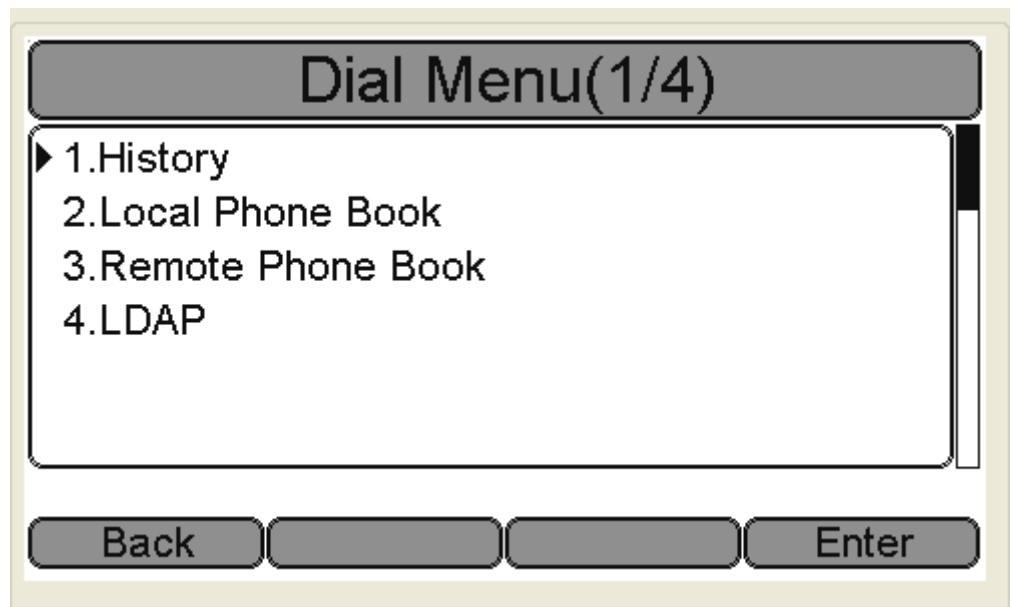 Dial Menu(1/4)
1.History
2.Local Phone Book
3.Remote Phone Book
4.LDAP
Back Enter